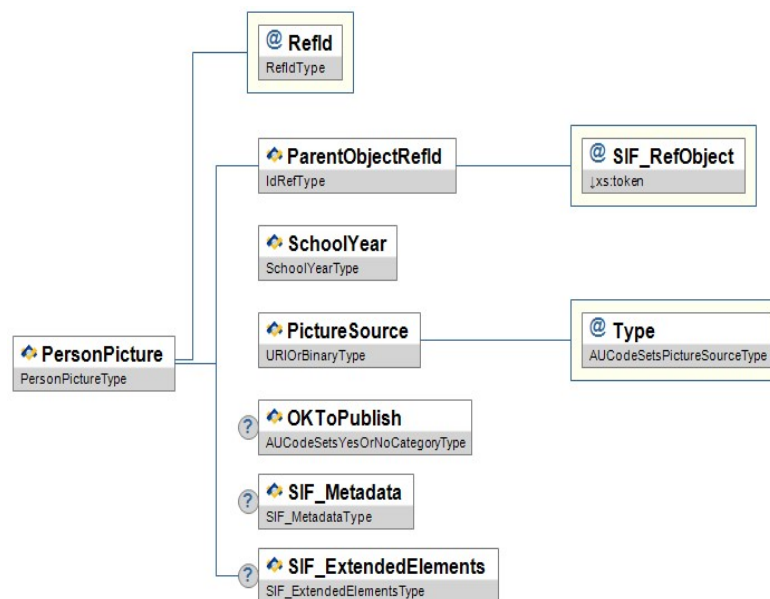 @ RefId
RefIdType
ParentObjectRefId
IdRefType
@ SIF_RefObject
↓xs:token
SchoolYear
SchoolYearType
PictureSource
URIOrBinaryType
@ Type
AUCodeSetsPictureSourceType
PersonPicture
PersonPictureType
? OKToPublish
AUCodeSetsYesOrNoCategoryType
? SIF_Metadata
SIF_MetadataType
? SIF_ExtendedElements
SIF_ExtendedElementsType